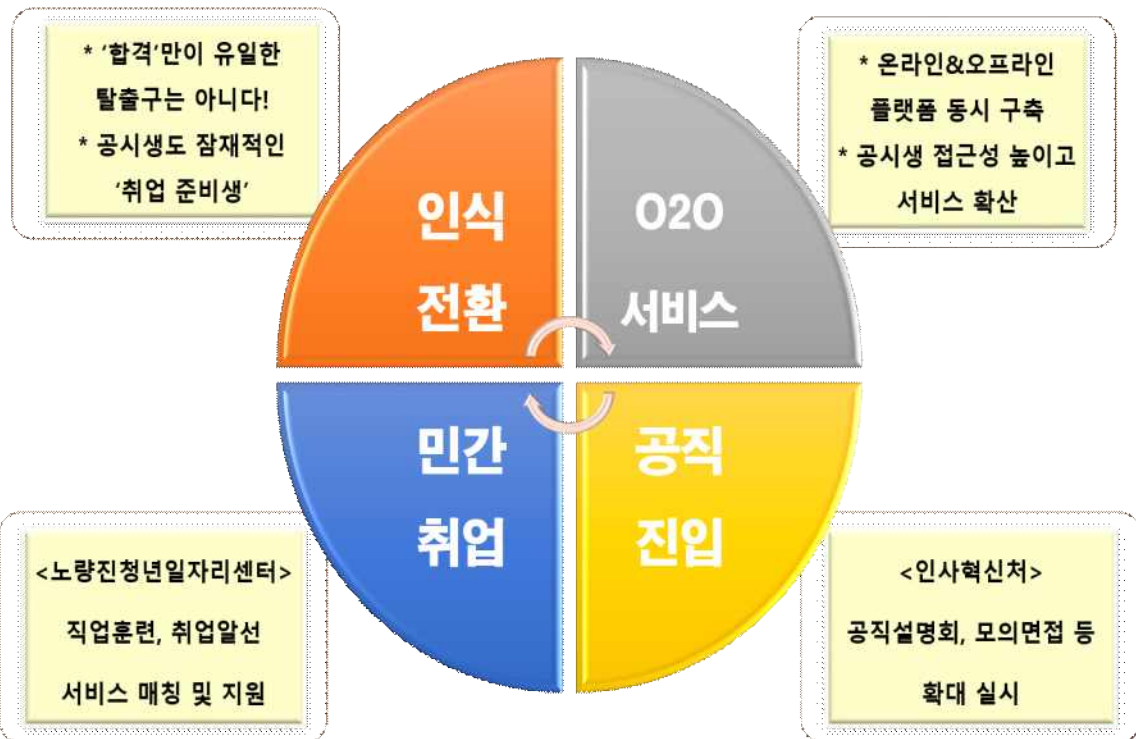 * ‘합격’만이 유일한
탈출구는 아니다!
* 공시생도 잠재적인
‘취업 준비생’
* 온라인&오프라인
플랫폼 동시 구축
* 공시생 접근성 높이고
서비스 확산
인식
전환
O2O
서비스
민간
취업
공직
진입
<노량진청년일자리센터>
직업훈련, 취업알선
서비스 매칭 및 지원
<인사혁신처>
공직설명회, 모의면접 등
확대 실시